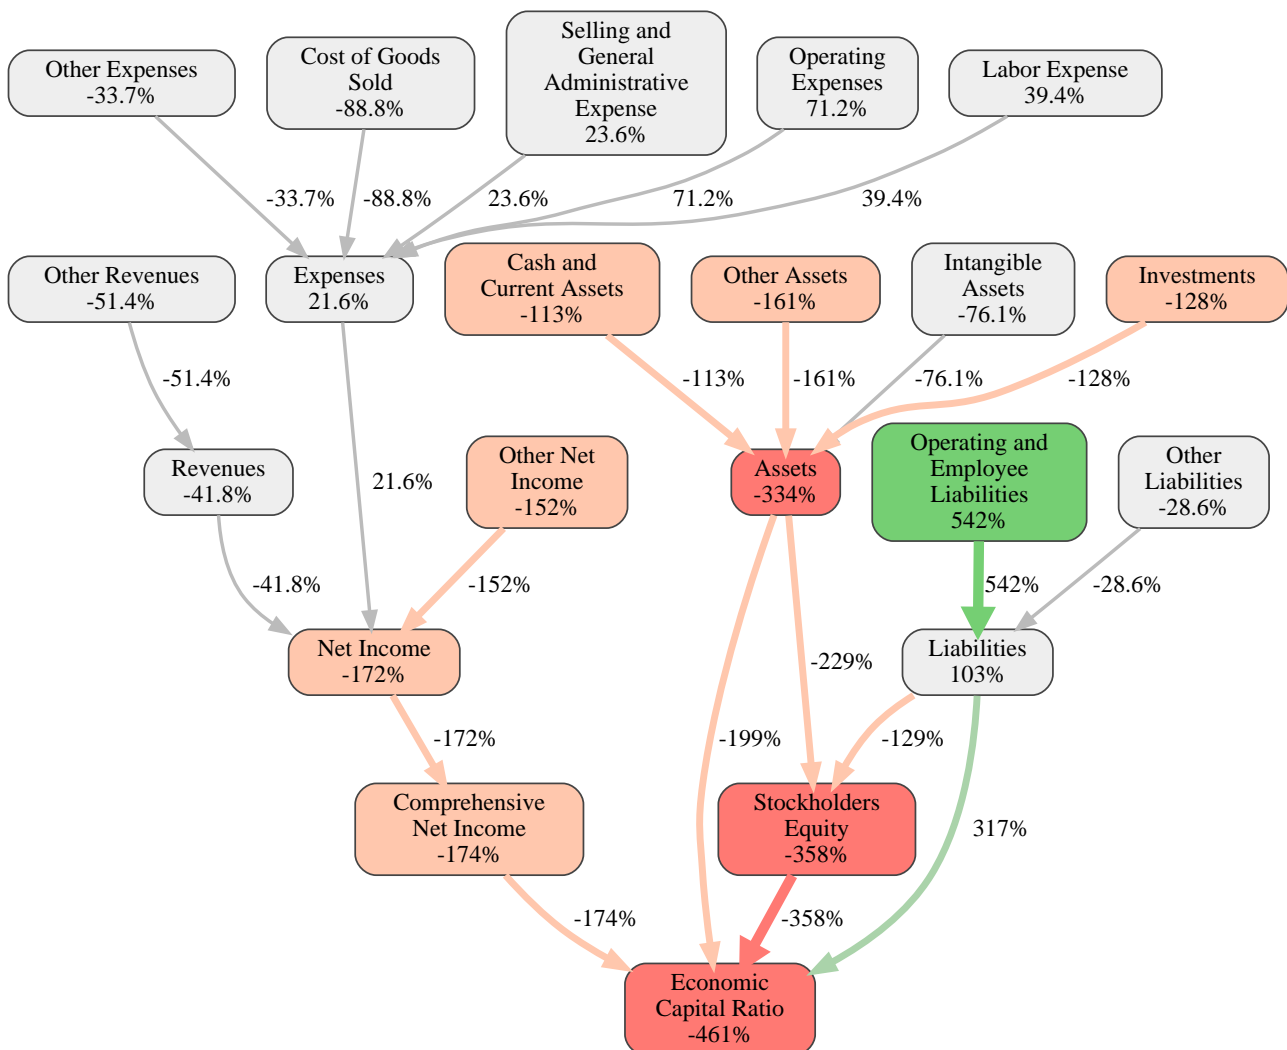 Other Expenses
-33.7%
Cost of Goods
Sold
-88.8%
Selling and
General
Administrative
Expense
23.6%
Operating
Expenses
71.2%
Labor Expense
39.4%
-33.7%
-88.8%
23.6%
71.2%
39.4%
Other Revenues
-51.4%
Expenses
21.6%
Cash and
Current Assets
-113%
Other Assets
-161%
Intangible
Assets
-76.1%
Investments
-128%
-51.4%
-113%
-161%
-76.1%
-128%
Revenues
-41.8%
21.6%
Other Net
Income
-152%
Assets
-334%
Operating and
Employee
Liabilities
542%
Other
Liabilities
-28.6%
-41.8%
-152%
542%
-28.6%
Net Income
-172%
-229%
Liabilities
103%
-172%
-199%
-129%
Comprehensive
Net Income
-174%
Stockholders
Equity
-358%
317%
-174%
-358%
Economic
Capital Ratio
-461%